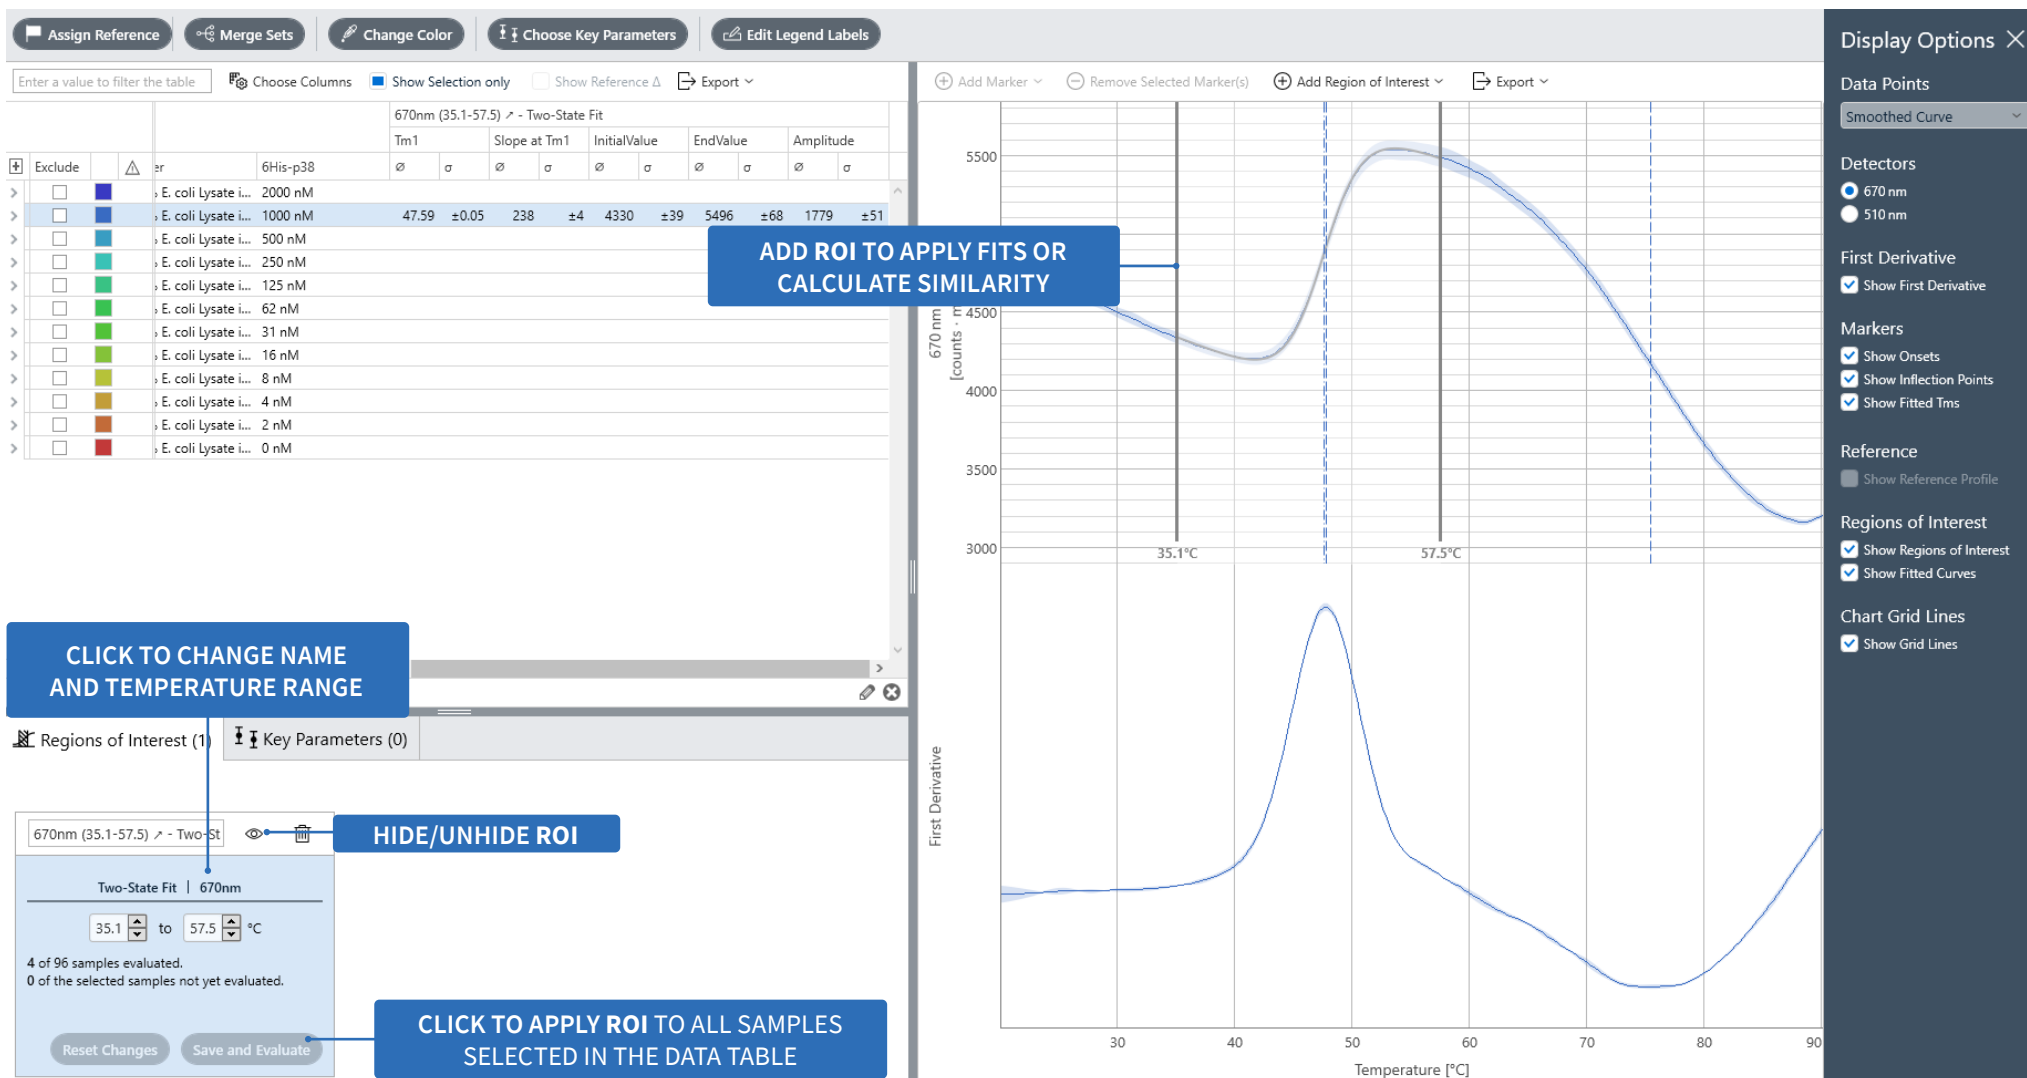 Assign Reference
Merge Sets
Change Color
Choose Key Parameters
Edit Legend Labels
Enter a value to filter the table
Choose Columns
Show Selection only
Show Reference Δ
Export
670nm (35.1-57.5) ↗ - Two-State Fit
Tm1 Slope at Tm1 InitialValue EndValue Amplitude
Exclude er 6His-p38 Ø σ Ø σ Ø σ Ø σ Ø σ
E. coli Lysate i... 2000 nM
E. coli Lysate i... 1000 nM 47.59 ±0.05 238 ±4 4330 ±39 5496 ±68 1779 ±51
E. coli Lysate i... 500 nM
E. coli Lysate i... 250 nM
E. coli Lysate i... 125 nM
E. coli Lysate i... 62 nM
E. coli Lysate i... 31 nM
E. coli Lysate i... 16 nM
E. coli Lysate i... 8 nM
E. coli Lysate i... 4 nM
E. coli Lysate i... 2 nM
E. coli Lysate i... 0 nM
CLICK TO CHANGE NAME
AND TEMPERATURE RANGE
Regions of Interest (1)
Key Parameters (0)
670nm (35.1-57.5) ↗ - Two-St
HIDE/UNHIDE ROI
Two-State Fit | 670nm
35.1 to 57.5 °C
4 of 96 samples evaluated.
0 of the selected samples not yet evaluated.
Reset Changes
Save and Evaluate
CLICK TO APPLY ROI TO ALL SAMPLES
SELECTED IN THE DATA TABLE
Add Marker
Remove Selected Marker(s)
Add Region of Interest
Export
ADD ROI TO APPLY FITS OR
CALCULATE SIMILARITY
5500
4500
4000
3500
3000
670 nm
[counts · m
35.1°C
57.5°C
First Derivative
30 40 50 60 70 80 90
Temperature [°C]
Display Options
Data Points
Smoothed Curve
Detectors
670 nm
510 nm
First Derivative
Show First Derivative
Markers
Show Onsets
Show Inflection Points
Show Fitted Tms
Reference
Show Reference Profile
Regions of Interest
Show Regions of Interest
Show Fitted Curves
Chart Grid Lines
Show Grid Lines